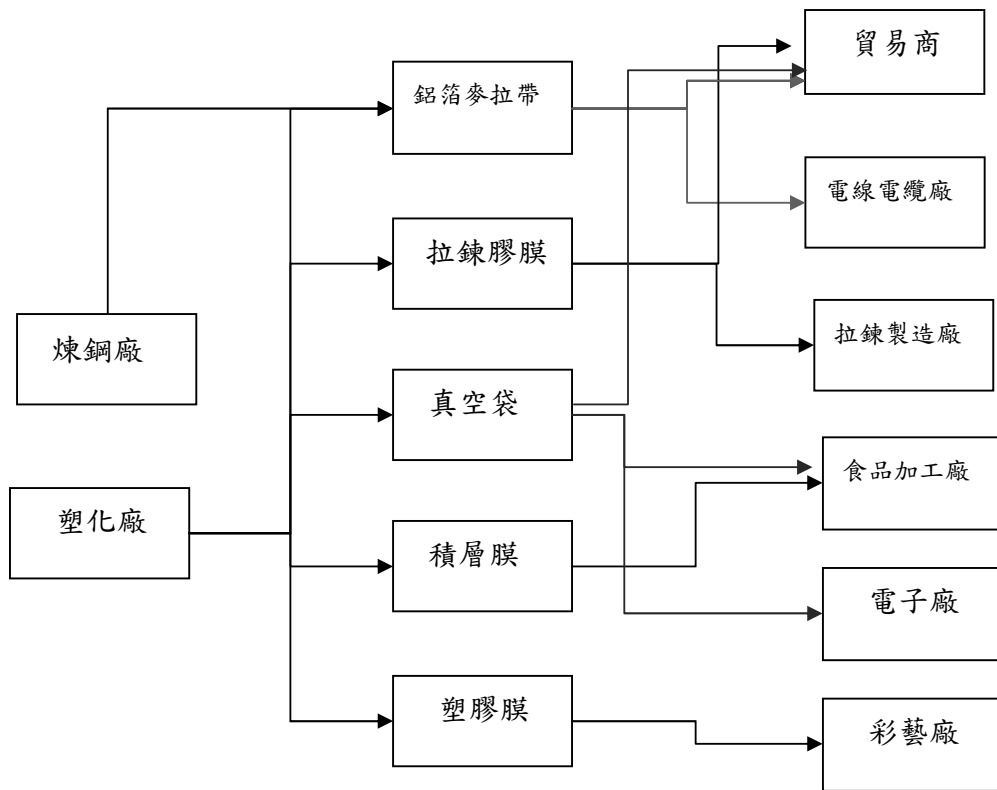 煉鋼廠
塑化廠
鋁箔麥拉帶
拉鍊膠膜
真空袋
積層膜
塑膠膜
貿易商
電線電纜廠
拉鍊製造廠
食品加工廠
電子廠
彩藝廠